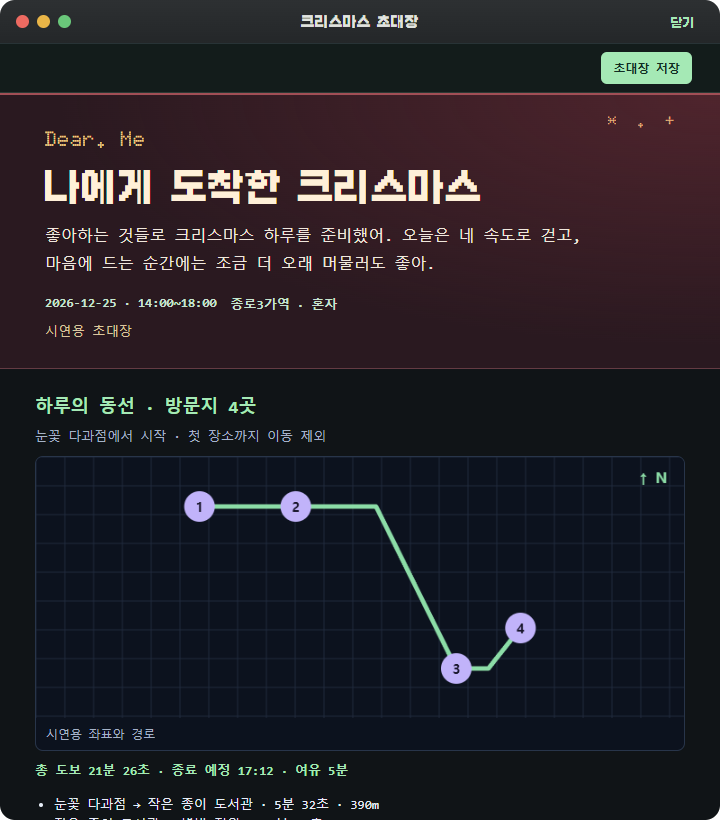 크리스마스 초대장
닫기
초대장 저장
Dear. Me
나에게 도착한 크리스마스
좋아하는 것들로 크리스마스 하루를 준비했어. 오늘은 네 속도로 걷고,
마음에 드는 순간에는 조금 더 오래 머물러도 좋아.
2026-12-25 · 14:00~18:00 종로3가역 · 혼자
시연용 초대장
하루의 동선 · 방문지 4곳
눈꽃 다과점에서 시작 · 첫 장소까지 이동 제외
↑ N
1
2
4
3
시연용 좌표와 경로
총 도보 21분 26초 · 종료 예정 17:12 · 여유 5분
• 눈꽃 다과점 → 작은 종이 도서관 · 5분 32초 · 390m